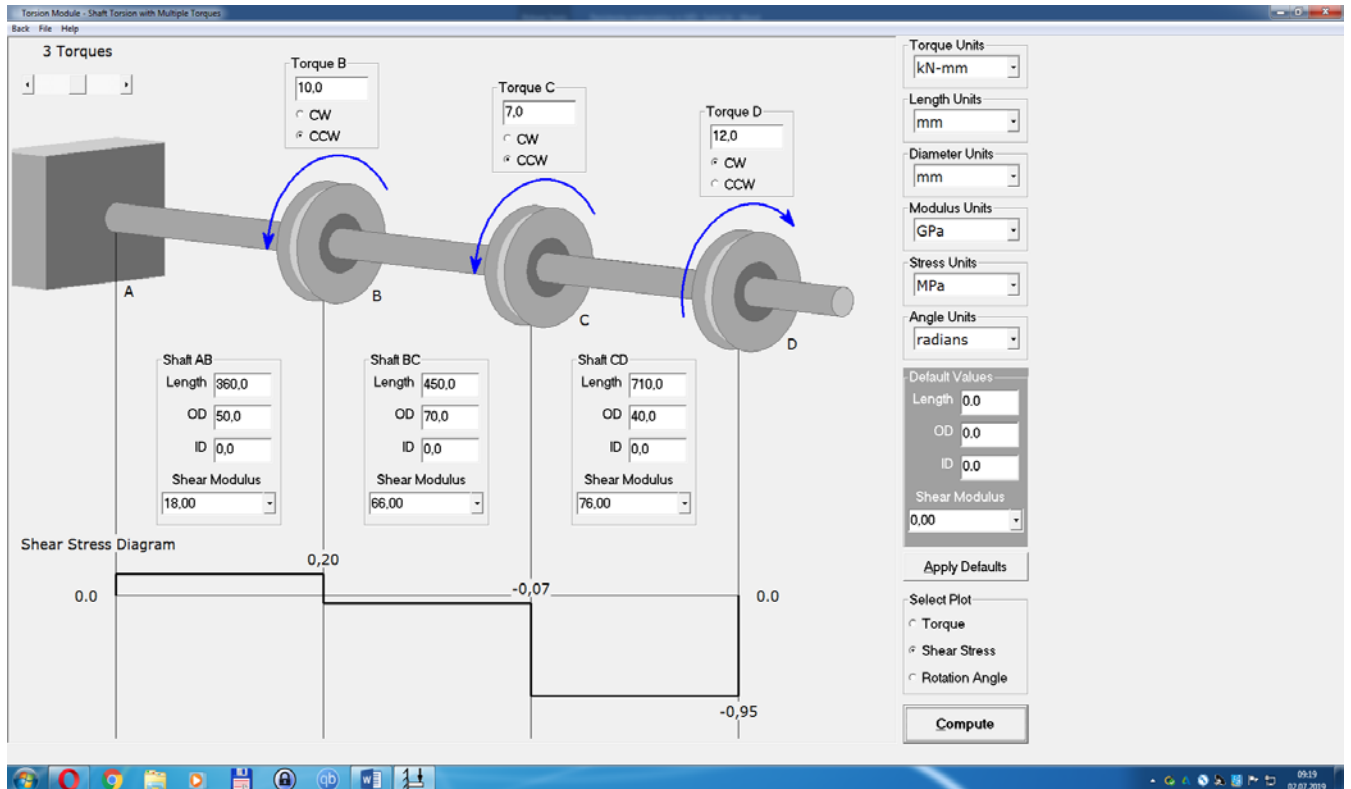 Torsion Module - Shaft Torsion with Multiple Torques
Back File Help
3 Torques
Torque B
10,0
CW
CCW
Torque C
7,0
CW
CCW
Torque D
12,0
CW
CCW
A
B
C
D
Shaft AB
Length 360,0
OD 50,0
ID 0,0
Shear Modulus
18,00
Shaft BC
Length 450,0
OD 70,0
ID 0,0
Shear Modulus
66,00
Shaft CD
Length 710,0
OD 40,0
ID 0,0
Shear Modulus
76,00
Shear Stress Diagram
0.0
0,20
-0,07
-0,95
0.0
Torque Units
kN-mm
Length Units
mm
Diameter Units
mm
Modulus Units
GPa
Stress Units
MPa
Angle Units
radians
Default Values
Length 0.0
OD 0.0
ID 0.0
Shear Modulus
0,00
Apply Defaults
Select Plot
Torque
Shear Stress
Rotation Angle
Compute
qb
W
09:19
02.07.2019